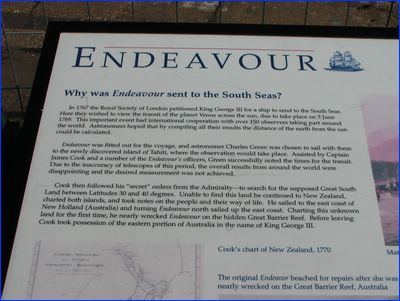 ENDEAVOUR
Why was Endeavour sent to the South Seas?
In 1767 the Royal Society of London petitioned King George III for a ship to send to the South Seas.
Here they wished to view the transit of the planet Venus across the sun, due to take place on 3 June
1769. This important event had international cooperation with over 150 observers taking part around
the world. Astronomers hoped that by compiling all their results the distance of the earth from the sun
could be calculated.
Endeavour was fitted out for the voyage, and astronomer Charles Green was chosen to sail with them
to the newly discovered island of Tahiti, where the observation would take place. Assisted by Captain
James Cook and a number of the Endeavour's officers, Green successfully noted the times for the transit.
Due to the inaccuracy of telescopes of this period, the overall results from around the world were
disappointing and the desired measurement was not achieved.
Cook then followed his "secret" orders from the Admiralty—to search for the supposed Great South
Land between Latitudes 30 and 40 degrees. Unable to find this land he continued to New Zealand,
charted both islands, and took notes on the people and their way of life. He sailed to the east coast of
New Holland (Australia) and turning Endeavour north sailed up the east coast. Charting this unknown
land for the first time, he nearly wrecked Endeavour on the hidden Great Barrier Reef. Before leaving
Cook took possession of the eastern portion of Australia in the name of King George III.
Cook's chart of New Zealand, 1770
The original Endeavour beached for repairs after she was
nearly wrecked on the Great Barrier Reef, Australia